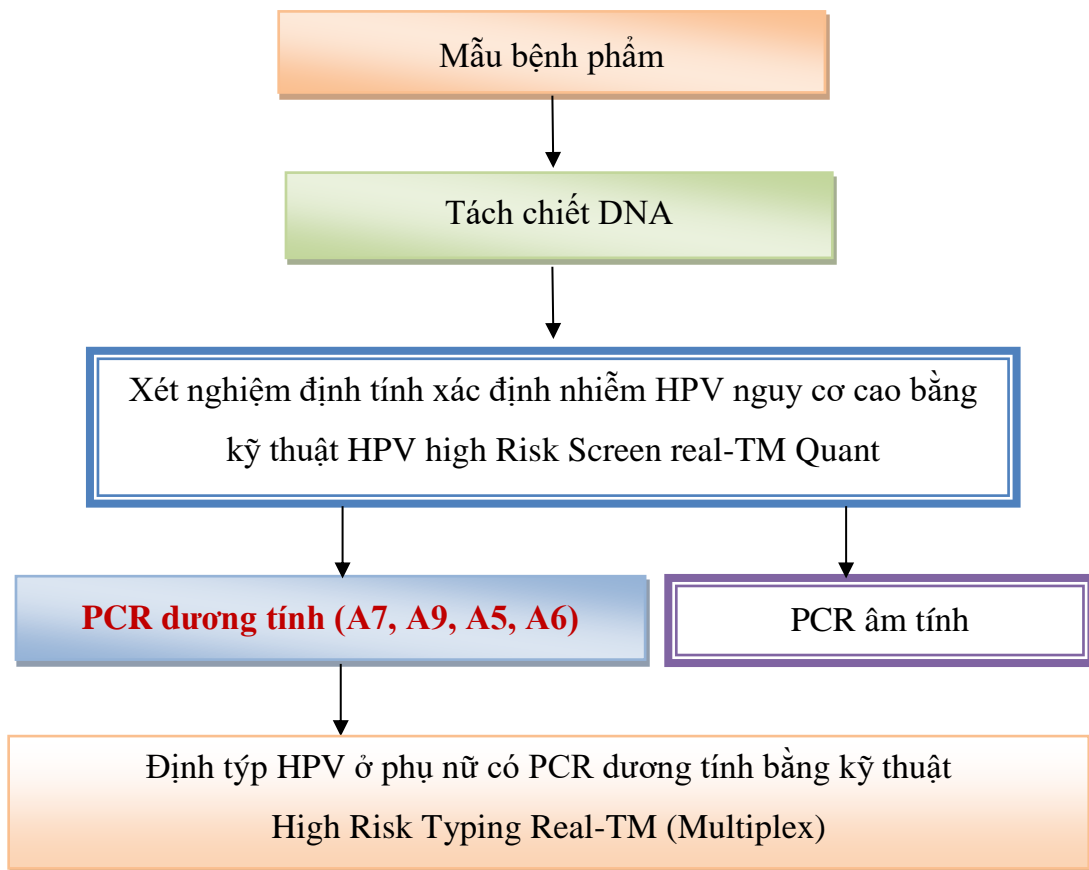 Mẫu bệnh phẩm
Tách chiết DNA
Xét nghiệm định tính xác định nhiễm HPV nguy cơ cao bằng
kỹ thuật HPV high Risk Screen real-TM Quant
PCR dương tính (A7, A9, A5, A6)
PCR âm tính
Định týp HPV ở phụ nữ có PCR dương tính bằng kỹ thuật
High Risk Typing Real-TM (Multiplex)